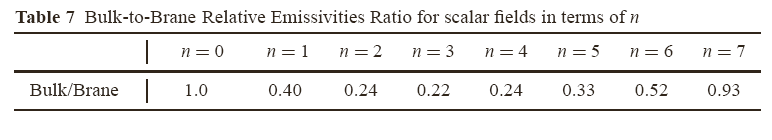 Table 7 Bulk-to-Brane Relative Emissivities Ratio for scalar fields in terms of n
n = 0 n = 1 n = 2 n = 3 n = 4 n = 5 n = 6 n = 7
Bulk/Brane 1.0 0.40 0.24 0.22 0.24 0.33 0.52 0.93